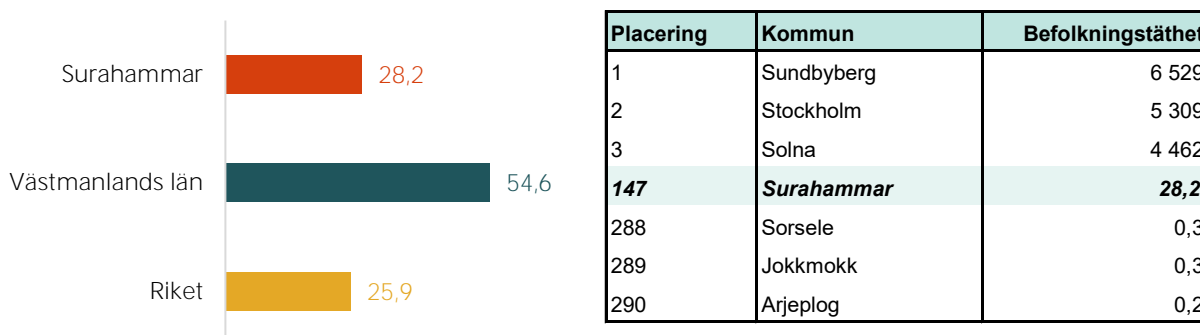 Surahammar 28,2
Västmanlands län 54,6
Riket 25,9
Placering Kommun Befolkningstäthet
1 Sundbyberg 6 529
2 Stockholm 5 309
3 Solna 4 462
147 Surahammar 28,2
288 Sorsele 0,3
289 Jokkmokk 0,3
290 Arjeplog 0,2